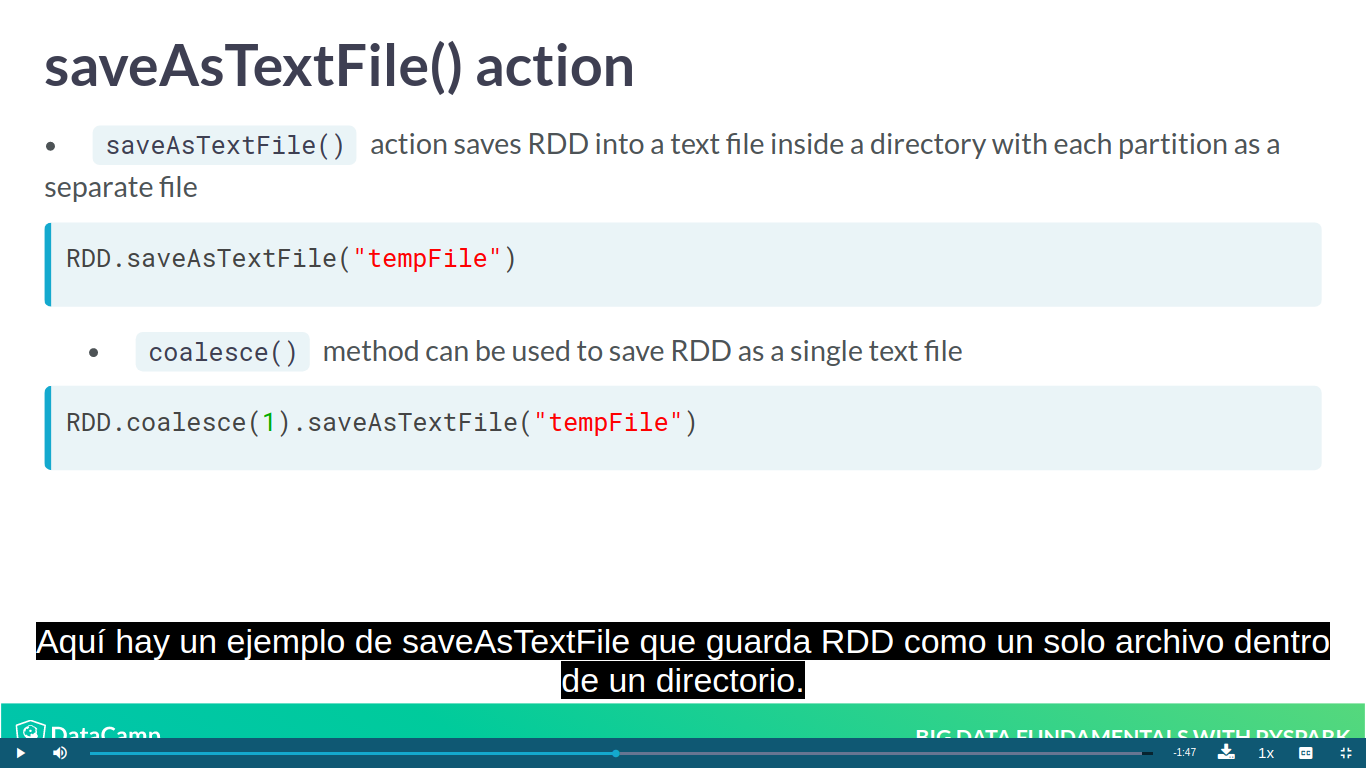 saveAsTextFile() action
• saveAsTextFile() action saves RDD into a text file inside a directory with each partition as a
separate file
RDD.saveAsTextFile("tempFile")
• coalesce() method can be used to save RDD as a single text file
RDD.coalesce(1).saveAsTextFile("tempFile")
Aquí hay un ejemplo de saveAsTextFile que guarda RDD como un solo archivo dentro
de un directorio.
DataCamp
BIG DATA FUNDAMENTALS WITH PYSPARK
-1:47
1x
CC